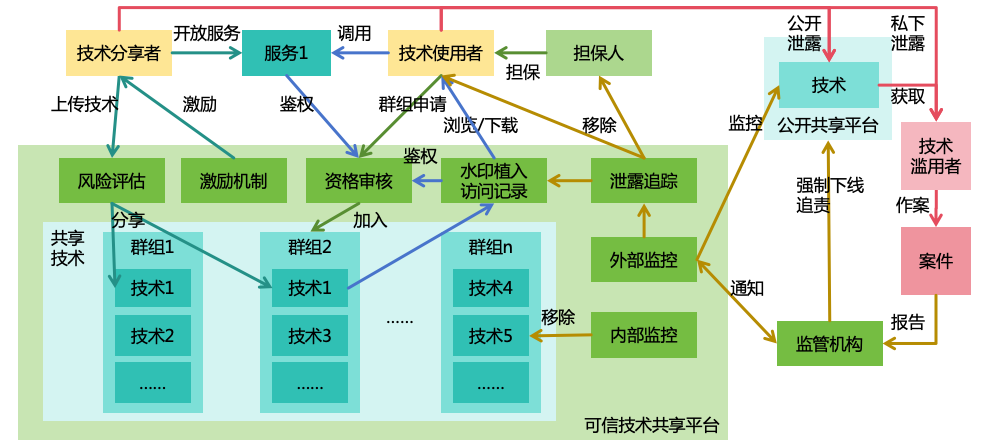 开放服务
调用
公开
泄露
私下
泄露
技术分享者
服务1
技术使用者
担保人
担保
技术
获取
上传技术
激励
鉴权
群组申请
浏览/下载
移除
监控
公开共享平台
技术
滥用者
鉴权
风险评估
激励机制
资格审核
水印植入
访问记录
泄露追踪
强制下线
追责
作案
分享
加入
共享
技术
群组1
群组2
群组n
外部监控
案件
技术1
技术1
技术4
通知
移除
报告
技术2
技术3
……
技术5
内部监控
监管机构
……
……
……
可信技术共享平台